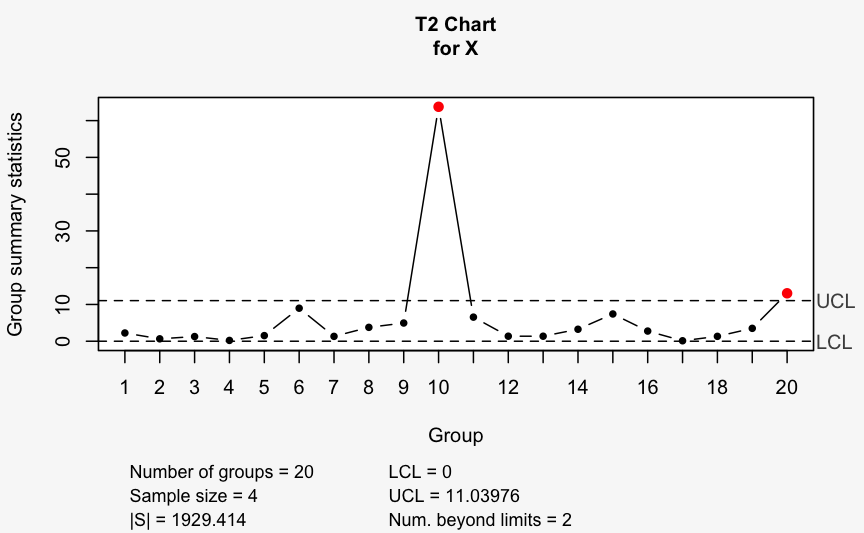 T2 Chart
for X
Group summary statistics
50
30
10
0
UCL
LCL
1 2 3 4 5 6 7 8 9 10 12 14 16 18 20
Group
Number of groups = 20 LCL = 0
Sample size = 4 UCL = 11.03976
|S| = 1929.414 Num. beyond limits = 2